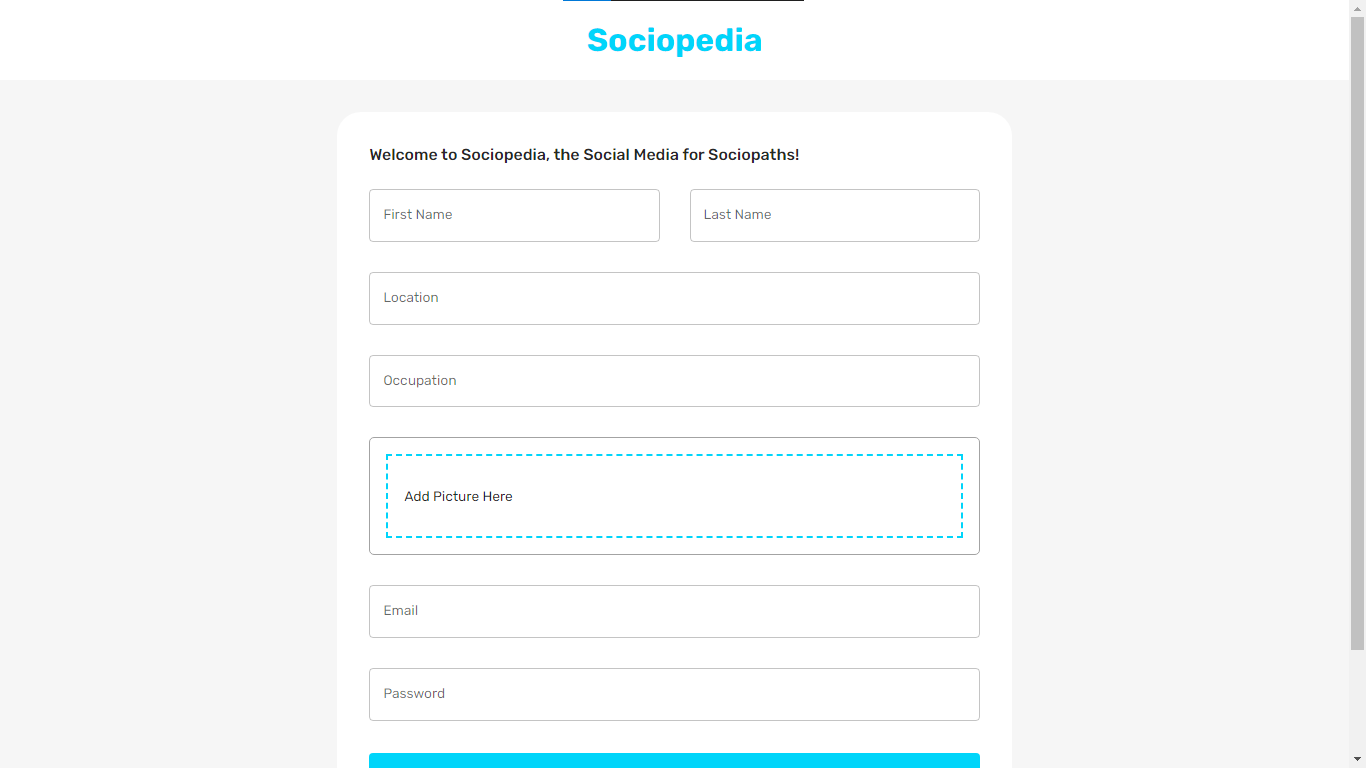 Sociopedia
Welcome to Sociopedia, the Social Media for Sociopaths!
First Name
Last Name
Location
Occupation
Add Picture Here
Email
Password